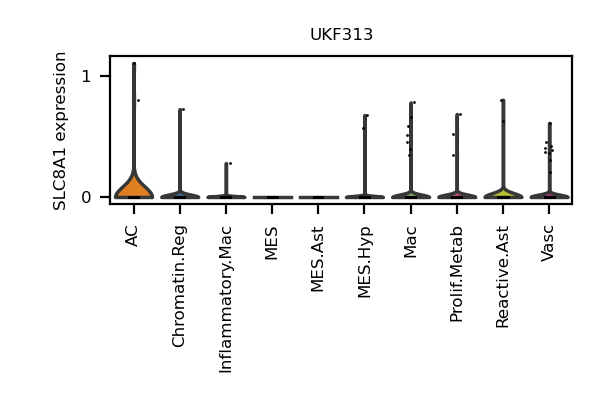 UKF313
SLC8A1 expression
1
0
AC
Chromatin.Reg
Inflammatory.Mac
MES
MES.Ast
MES.Hyp
Mac
Prolif.Metab
Reactive.Ast
Vasc